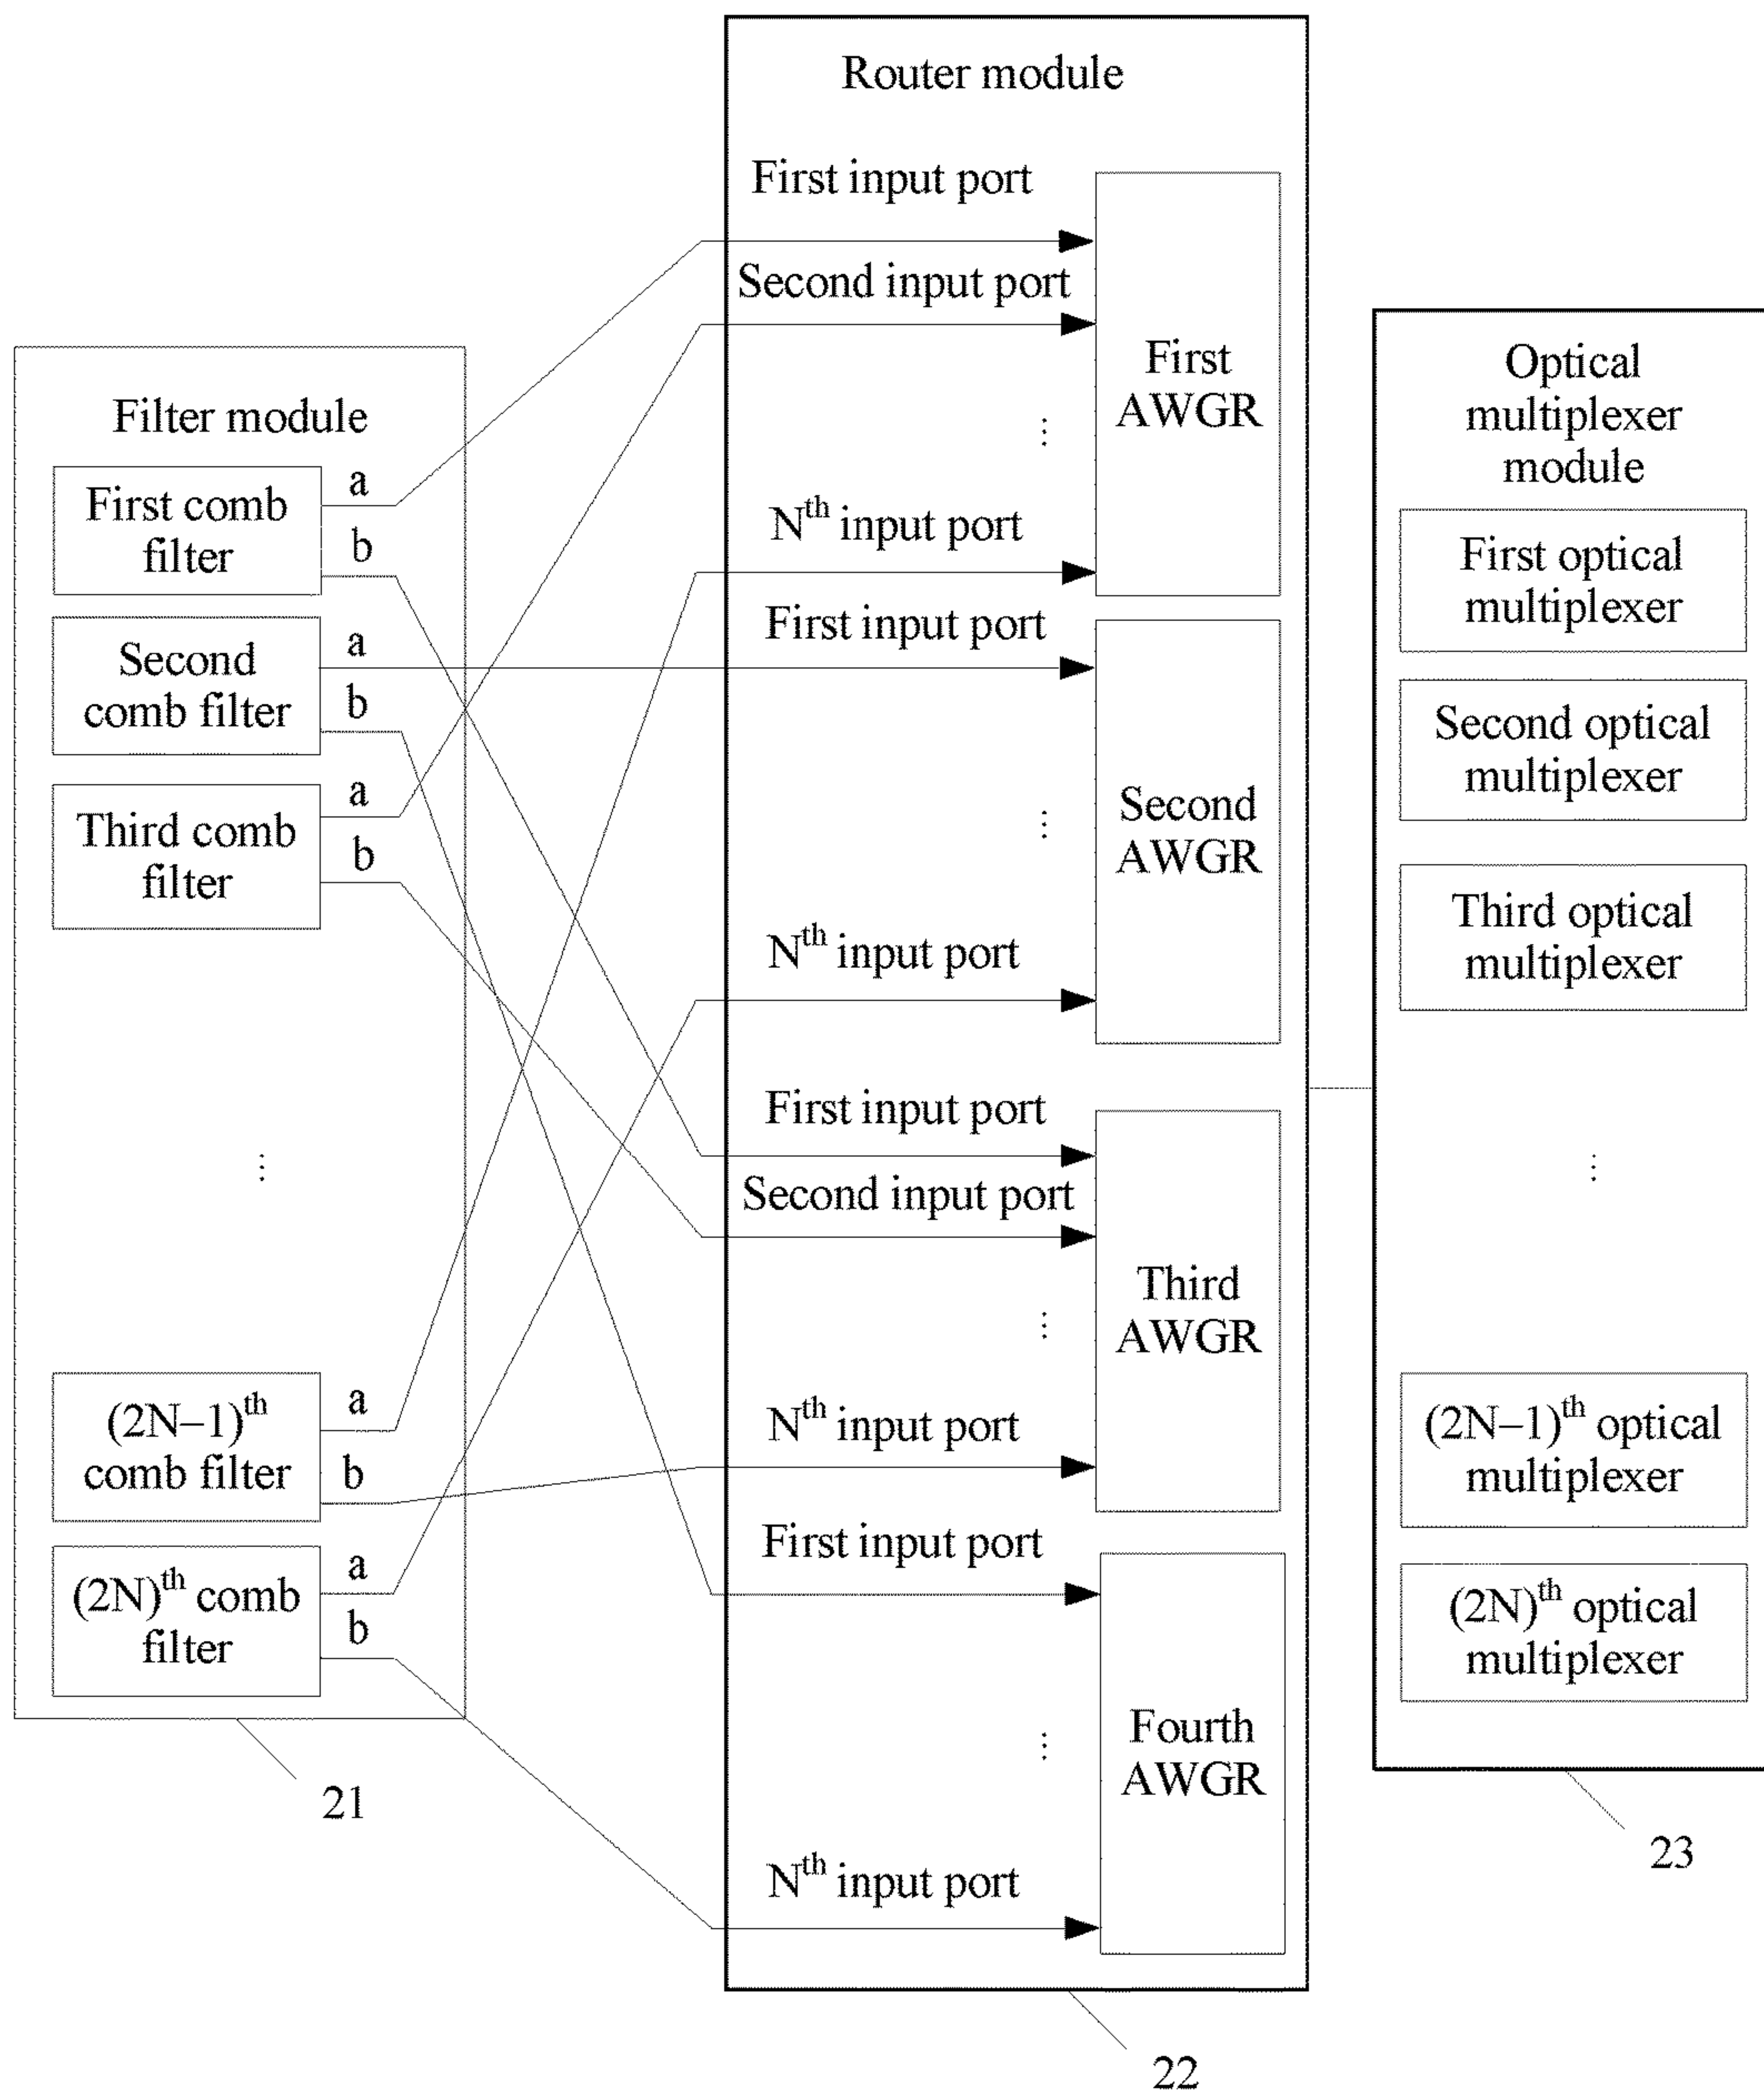 Filter module
First comb
filter
a
b
Second
comb filter
a
b
Third comb
filter
a
b
⋮
(2N–1)th
comb filter
a
b
(2N)th comb
filter
a
b
21
Router module
First input port
Second input port
⋮
Nth input port
First
AWGR
First input port
⋮
Nth input port
Second
AWGR
First input port
Second input port
⋮
Nth input port
Third
AWGR
First input port
⋮
Nth input port
Fourth
AWGR
22
Optical
multiplexer
module
First optical
multiplexer
Second optical
multiplexer
Third optical
multiplexer
⋮
(2N–1)th optical
multiplexer
(2N)th optical
multiplexer
23